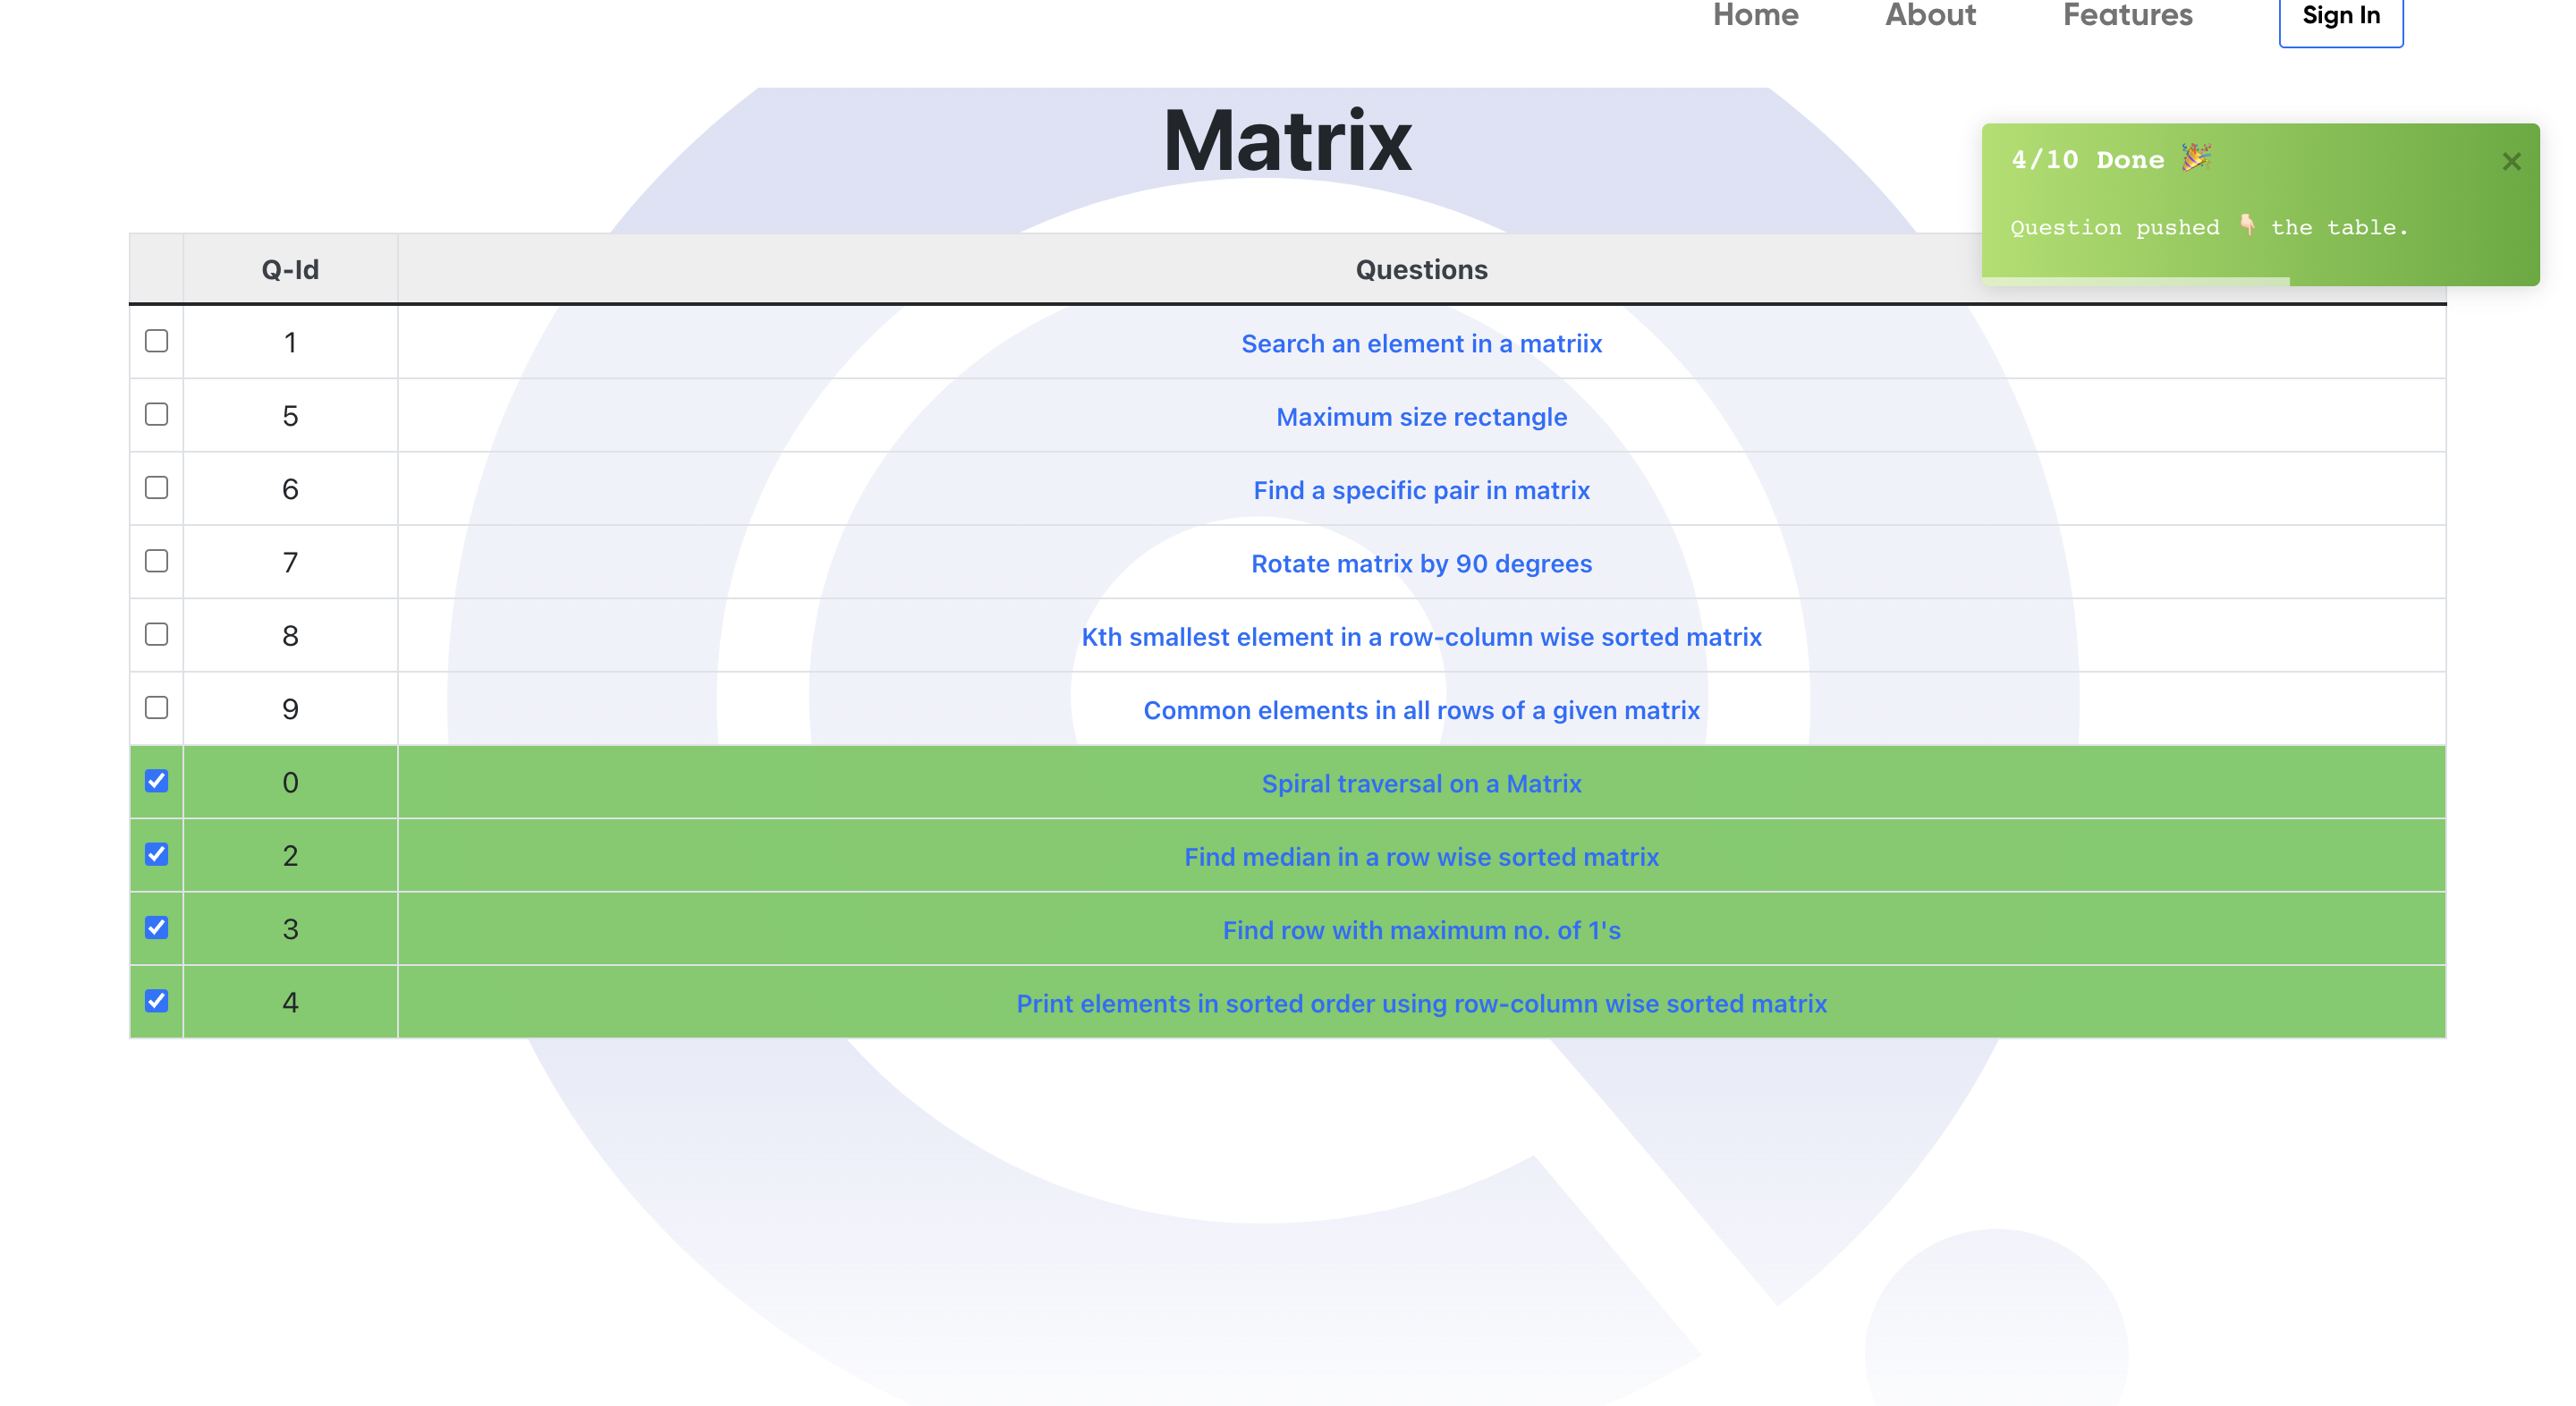 Home About Features Sign In
Matrix
4/10 Done 🎉
Question pushed 👇🏻 the table.
Q-Id Questions
1 Search an element in a matriix
5 Maximum size rectangle
6 Find a specific pair in matrix
7 Rotate matrix by 90 degrees
8 Kth smallest element in a row-column wise sorted matrix
9 Common elements in all rows of a given matrix
0 Spiral traversal on a Matrix
2 Find median in a row wise sorted matrix
3 Find row with maximum no. of 1's
4 Print elements in sorted order using row-column wise sorted matrix